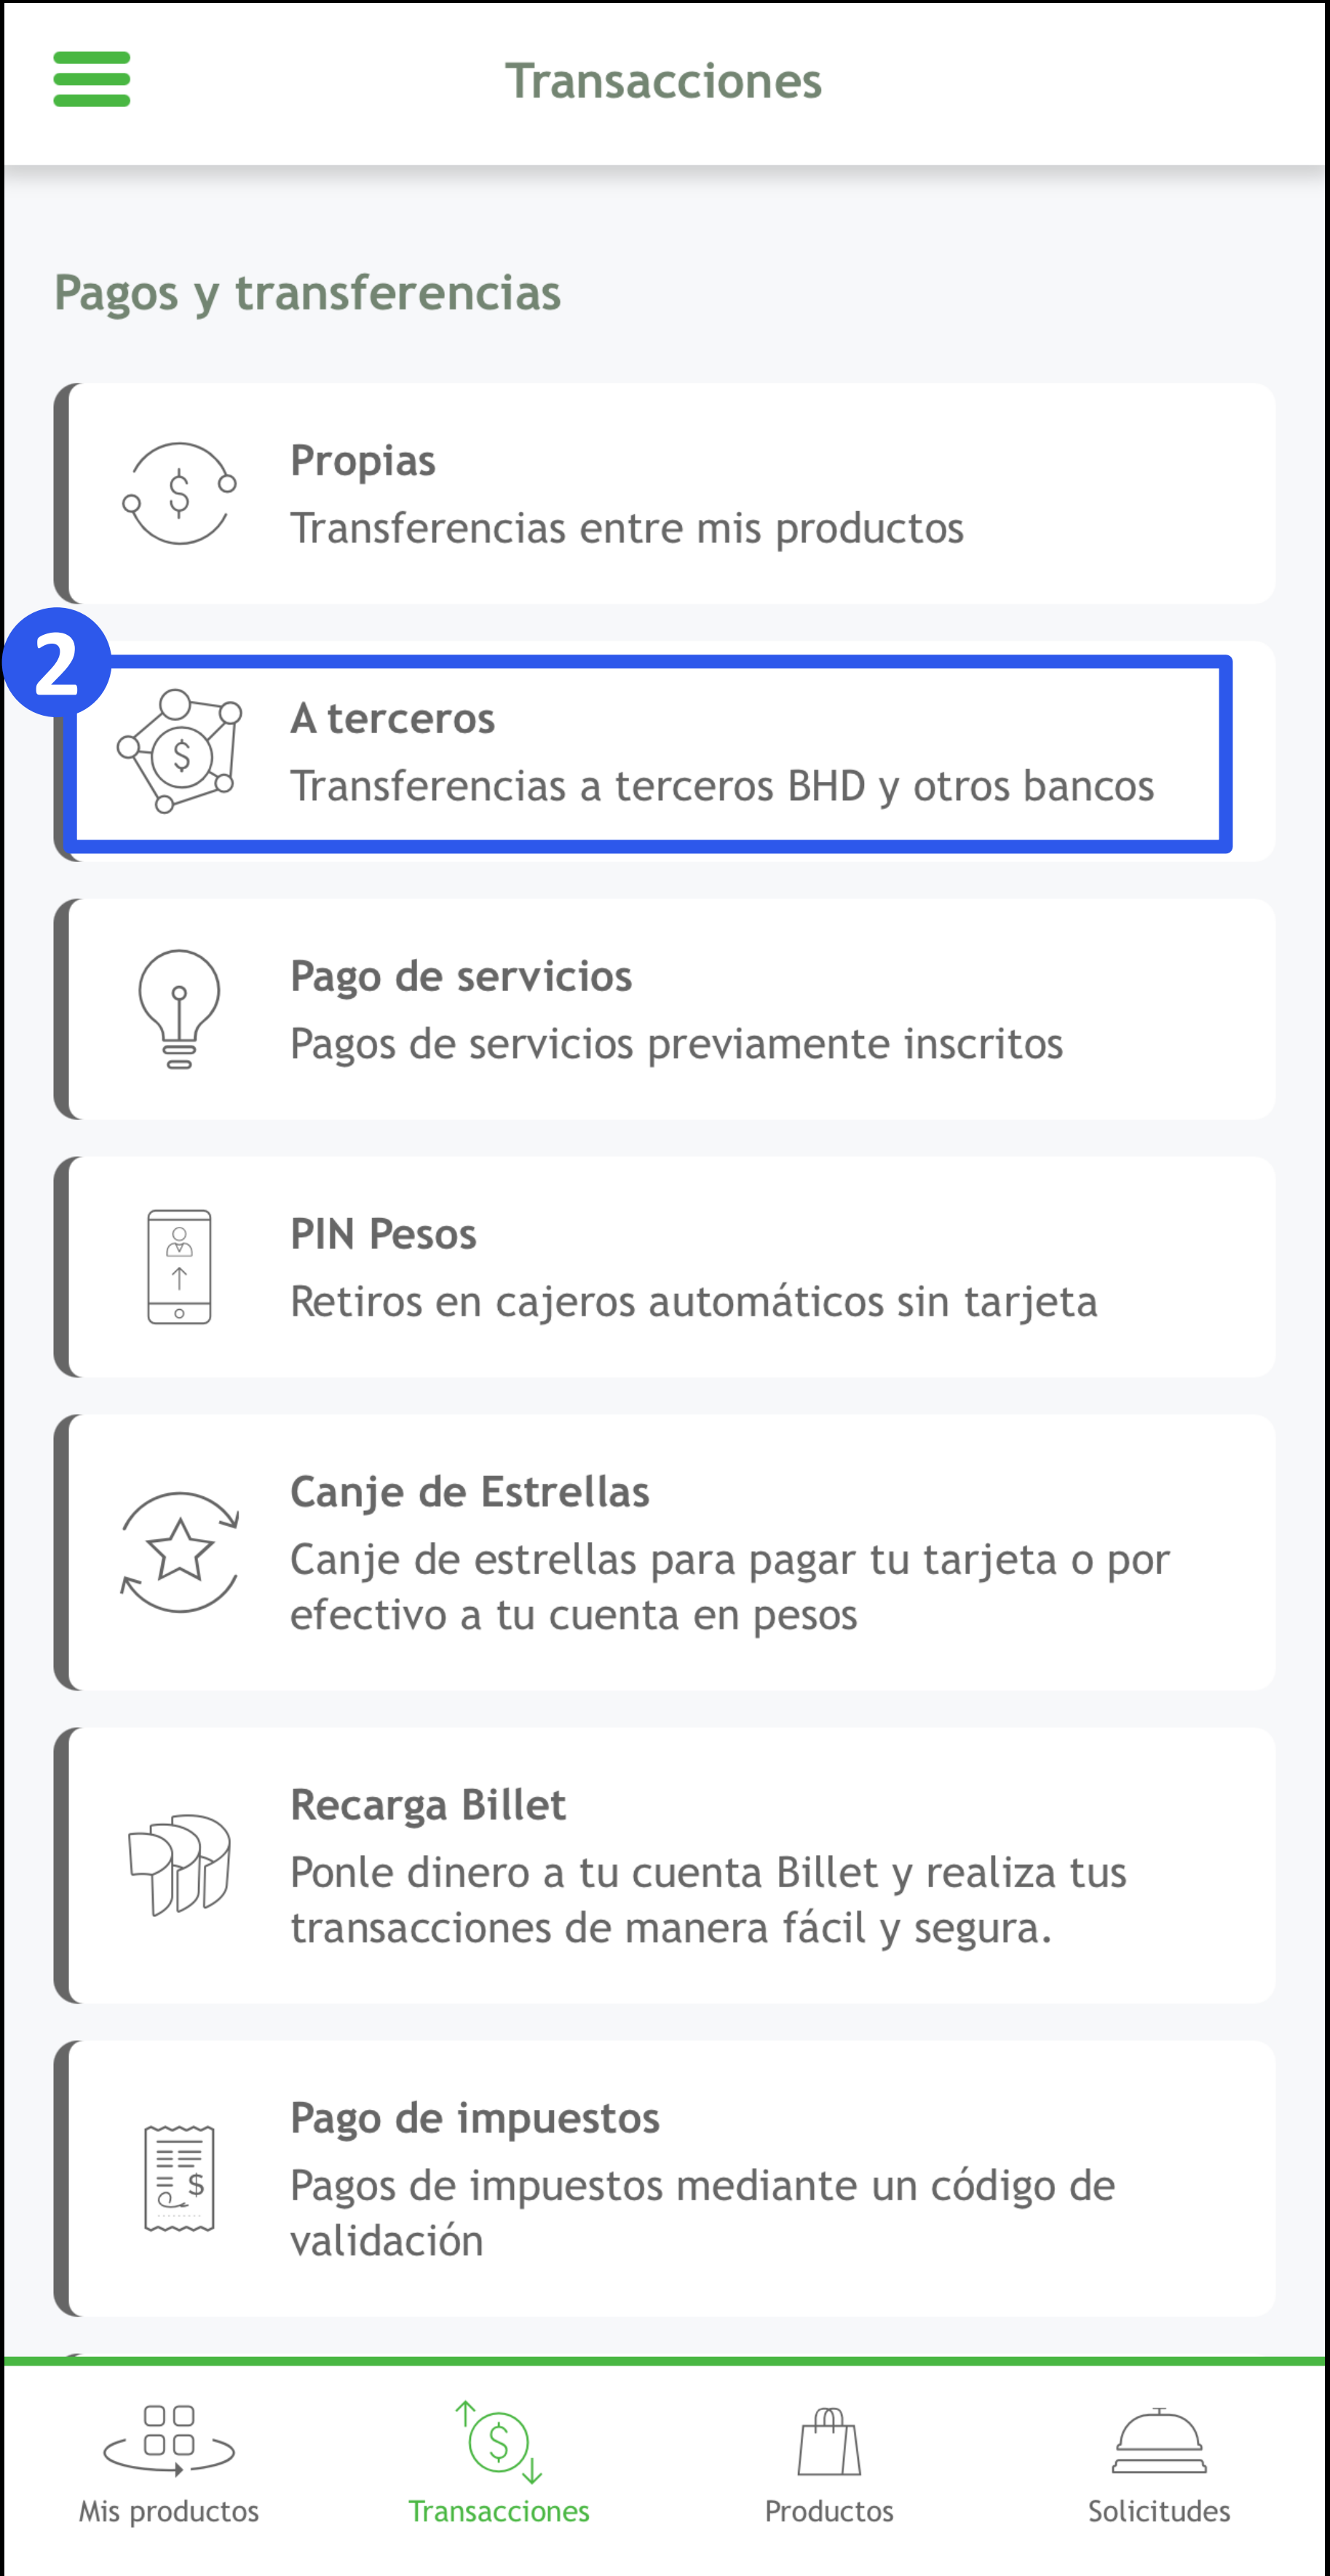 Transacciones
Pagos y transferencias
Propias
Transferencias entre mis productos
2
A terceros
Transferencias a terceros BHD y otros bancos
Pago de servicios
Pagos de servicios previamente inscritos
PIN Pesos
Retiros en cajeros automáticos sin tarjeta
Canje de Estrellas
Canje de estrellas para pagar tu tarjeta o por
efectivo a tu cuenta en pesos
Recarga Billet
Ponle dinero a tu cuenta Billet y realiza tus
transacciones de manera fácil y segura.
Pago de impuestos
Pagos de impuestos mediante un código de
validación
Mis productos
Transacciones
Productos
Solicitudes